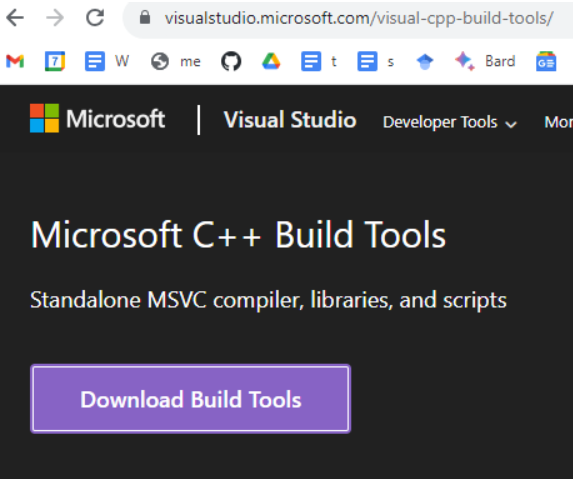 visualstudio.microsoft.com/visual-cpp-build-tools/
M 7 W me t s Bard GE
Microsoft | Visual Studio Developer Tools Mor
Microsoft C++ Build Tools
Standalone MSVC compiler, libraries, and scripts
Download Build Tools